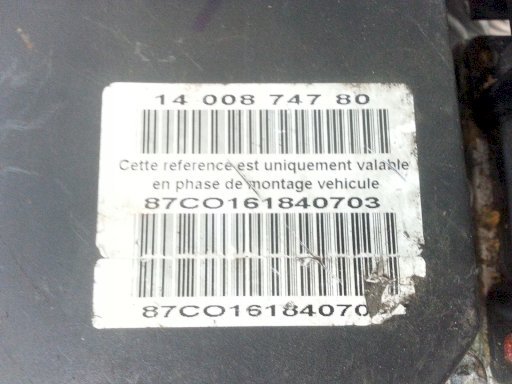 14 008 747 80
Cette reference est uniquement valable
en phase de montage vehicule
87CO161840703
87CO16184070